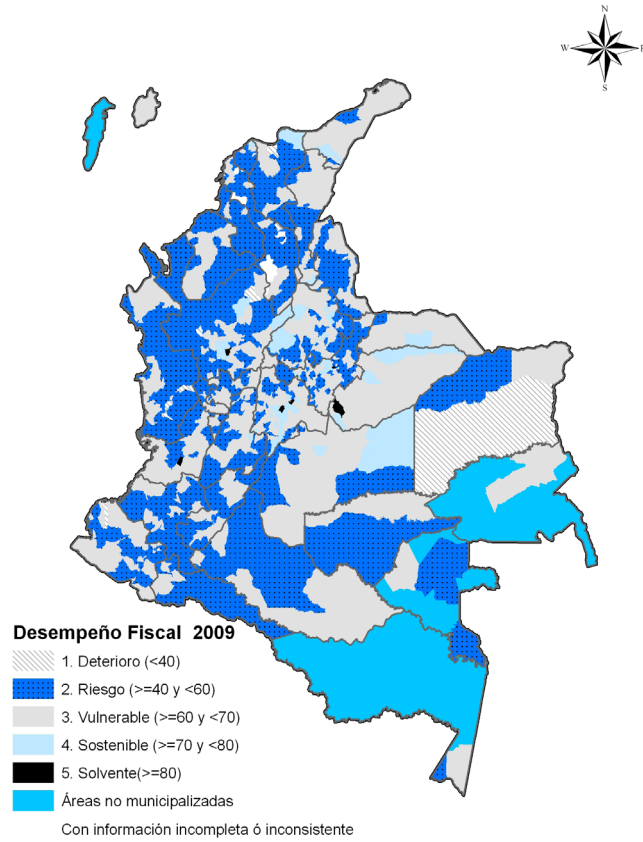 N
W E
S
Desempeño Fiscal 2009
1. Deterioro (<40)
2. Riesgo (>=40 y <60)
3. Vulnerable (>=60 y <70)
4. Sostenible (>=70 y <80)
5. Solvente(>=80)
Áreas no municipalizadas
Con información incompleta ó inconsistente